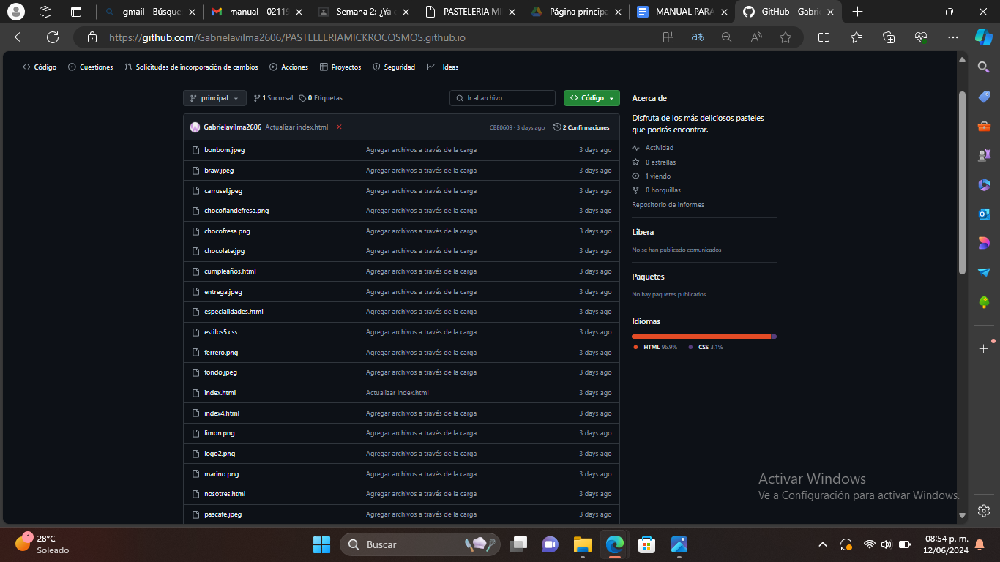 gmail - Búsque
manual - 02119
Semana 2: ¿Ya
PASTELERIA MI
Página principa
MANUAL PARA
GitHub - Gabrie
https://github.com/Gabrielavilma2606/PASTELEERIAMICKROCOSMOS.github.io
Código
Cuestiones
Solicitudes de incorporación de cambios
Acciones
Proyectos
Seguridad
Ideas
principal
1 Sucursal
0 Etiquetas
Ir al archivo
Código
Gabrielavilma2606 Actualizar index.html
CBE0609 · 3 days ago
2 Confirmaciones
bonbom.jpeg Agregar archivos a través de la carga 3 days ago
braw.jpeg Agregar archivos a través de la carga 3 days ago
carrusel.jpeg Agregar archivos a través de la carga 3 days ago
chocoflandefresa.png Agregar archivos a través de la carga 3 days ago
chocofresa.png Agregar archivos a través de la carga 3 days ago
chocolate.jpg Agregar archivos a través de la carga 3 days ago
cumpleaños.html Agregar archivos a través de la carga 3 days ago
entrega.jpeg Agregar archivos a través de la carga 3 days ago
especialidades.html Agregar archivos a través de la carga 3 days ago
estilos5.css Agregar archivos a través de la carga 3 days ago
ferrero.png Agregar archivos a través de la carga 3 days ago
fondo.jpeg Agregar archivos a través de la carga 3 days ago
index.html Actualizar index.html 3 days ago
index4.html Agregar archivos a través de la carga 3 days ago
limon.png Agregar archivos a través de la carga 3 days ago
logo2.png Agregar archivos a través de la carga 3 days ago
marino.png Agregar archivos a través de la carga 3 days ago
nosotres.html Agregar archivos a través de la carga 3 days ago
pascafe.jpeg Agregar archivos a través de la carga 3 days ago
Acerca de
Disfruta de los más deliciosos pasteles
que podrás encontrar.
Actividad
0 estrellas
1 viendo
0 horquillas
Repositorio de informes
Libera
No se han publicado comunicados
Paquetes
No hay paquetes publicados
Idiomas
HTML 96.9%
CSS 3.1%
Activar Windows
Ve a Configuración para activar Windows.
1
28°C
Soleado
Buscar
08:54 p. m.
12/06/2024